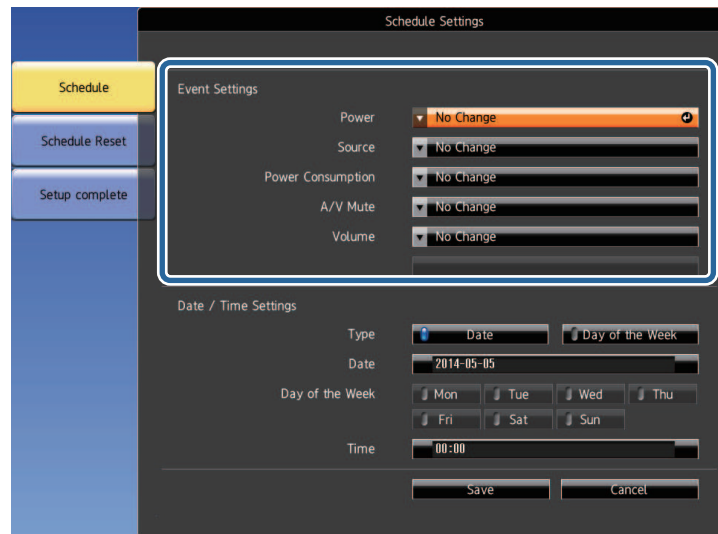 Schedule Settings
Schedule
Schedule Reset
Setup complete
Event Settings
Power No Change
Source No Change
Power Consumption No Change
A/V Mute No Change
Volume No Change
Date / Time Settings
Type Date Day of the Week
Date 2014-05-05
Day of the Week Mon Tue Wed Thu
Fri Sat Sun
Time 00:00
Save Cancel